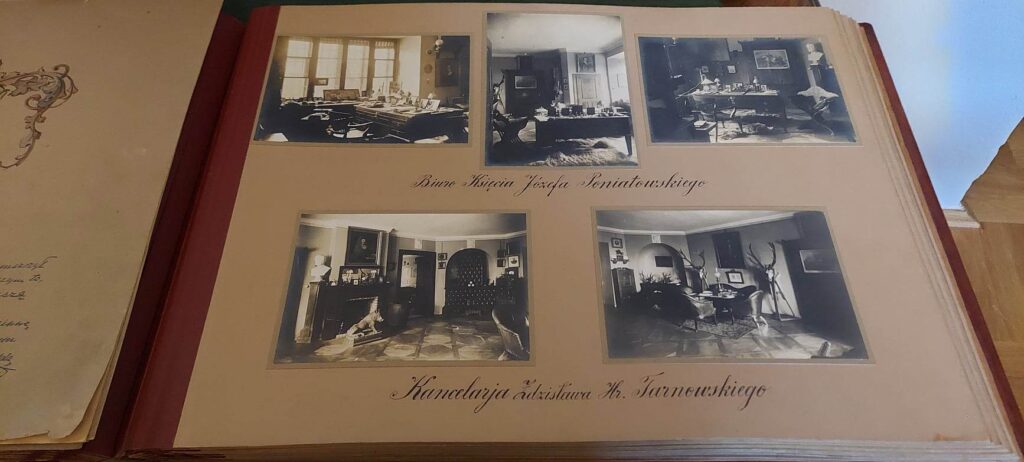 Biuro Księcia Józefa Poniatowskiego
Kancelarja Zdzisława Hr. Tarnowskiego